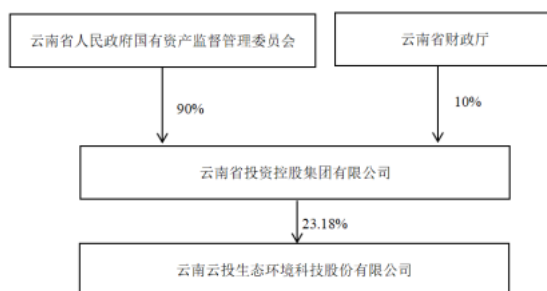 云南省人民政府国有资产监督管理委员会
云南省财政厅
90%
10%
云南省投资控股集团有限公司
23.18%
云南云投生态环境科技股份有限公司